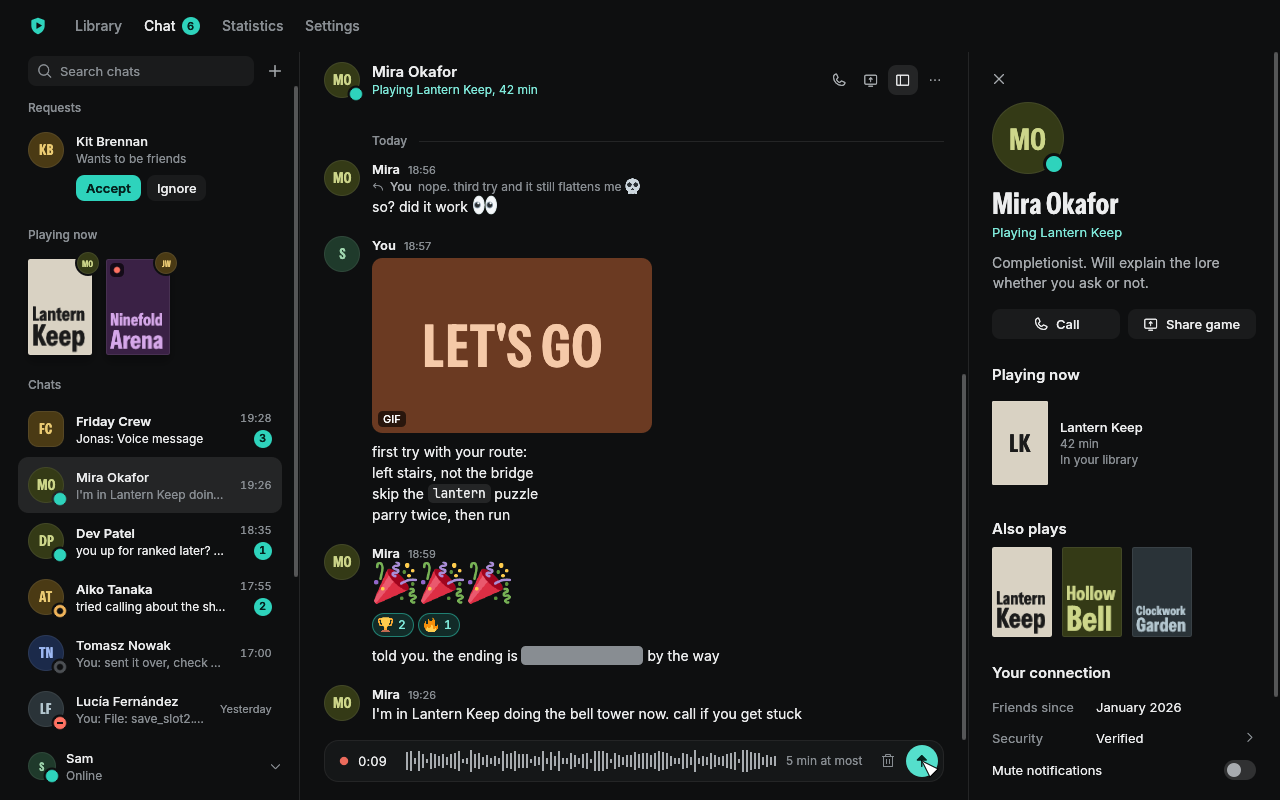 Library
Chat 6
Statistics
Settings
Search chats
Requests
KB
Kit Brennan
Wants to be friends
Accept
Ignore
Playing now
MO
Lantern
Keep
JW
Ninefold
Arena
Chats
FC
Friday Crew
19:28
Jonas: Voice message
3
MO
Mira Okafor
19:26
I'm in Lantern Keep doin...
DP
Dev Patel
18:35
you up for ranked later? ...
1
AT
Aiko Tanaka
17:55
tried calling about the sh...
2
TN
Tomasz Nowak
17:00
You: sent it over, check ...
LF
Lucía Fernández
Yesterday
You: File: save_slot2....
S
Sam
Online
MO
Mira Okafor
Playing Lantern Keep, 42 min
Today
MO
Mira 18:56
You nope. third try and it still flattens me 💀
so? did it work 👀
S
You 18:57
LET'S GO
GIF
first try with your route:
left stairs, not the bridge
skip the lantern puzzle
parry twice, then run
MO
Mira 18:59
🎉🎉🎉
🏆 2 🔥 1
told you. the ending is by the way
MO
Mira 19:26
I'm in Lantern Keep doing the bell tower now. call if you get stuck
0:09
5 min at most
MO
Mira Okafor
Playing Lantern Keep
Completionist. Will explain the lore
whether you ask or not.
Call
Share game
Playing now
LK
Lantern Keep
42 min
In your library
Also plays
Lantern
Keep
Hollow
Bell
Clockwork
Garden
Your connection
Friends since January 2026
Security Verified
Mute notifications